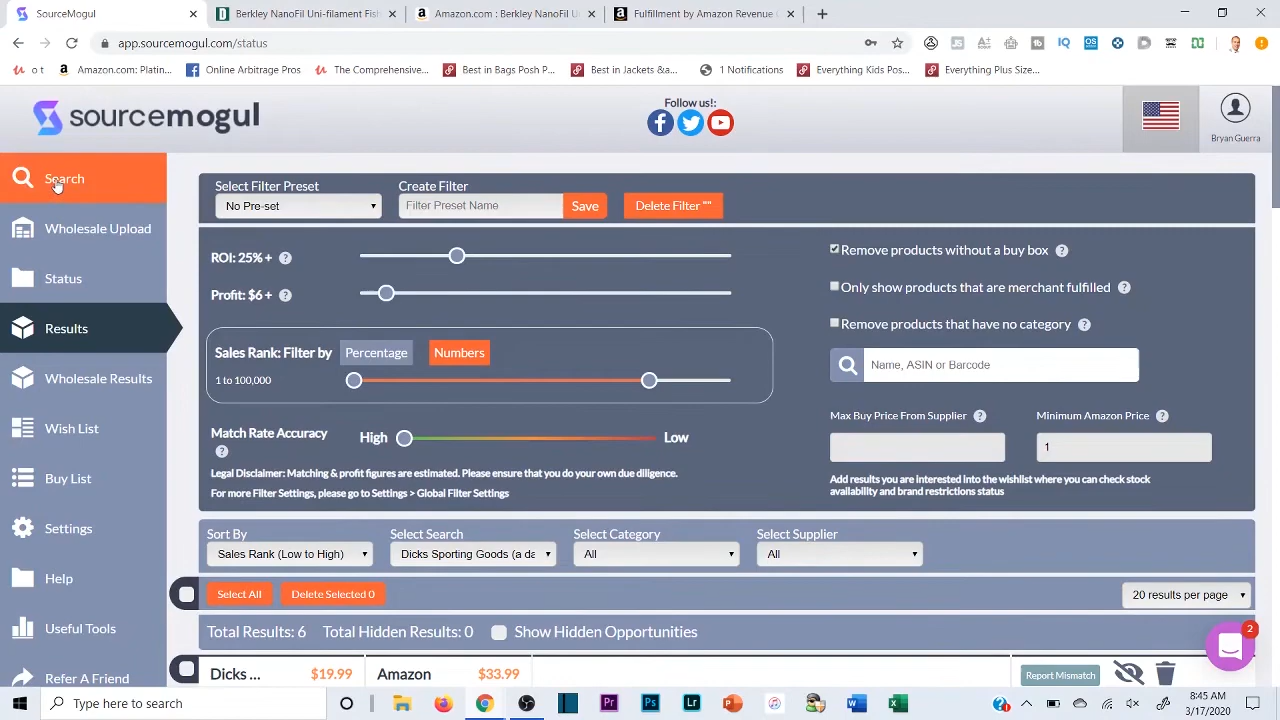 SourceMogul
Berkley NanoFil Uni-filament Fish
Amazon.com : Berkley NanoFil Un
Fulfillment by Amazon Revenue C
app.sourcemogul.com/status
o t
Amazon.com: Platin...
Online Arbitrage Pros
The Comprehensive...
Best in Bags Posh P...
Best in Jackets &a...
1 Notifications
Everything Kids Pos...
Everything Plus Size...
sourcemogul
Follow us!:
Bryan Guerra
Search
Wholesale Upload
Status
Results
Wholesale Results
Wish List
Buy List
Settings
Help
Useful Tools
Refer A Friend
Select Filter Preset
Create Filter
No Pre-set
Filter Preset Name
Save
Delete Filter ""
ROI: 25% +
Profit: $6 +
Sales Rank: Filter by
Percentage
Numbers
1 to 100,000
Match Rate Accuracy
High
Low
Legal Disclaimer: Matching & profit figures are estimated. Please ensure that you do your own due diligence.
For more Filter Settings, please go to Settings > Global Filter Settings
Remove products without a buy box
Only show products that are merchant fulfilled
Remove products that have no category
Name, ASIN or Barcode
Max Buy Price From Supplier
Minimum Amazon Price
1
Add results you are interested into the wishlist where you can check stock
availability and brand restrictions status
Sort By
Select Search
Select Category
Select Supplier
Sales Rank (Low to High)
Dicks Sporting Goods (a da
All
All
Select All
Delete Selected 0
20 results per page
Total Results: 6
Total Hidden Results: 0
Show Hidden Opportunities
2
Dicks ...
$19.99
Amazon
$33.99
Report Mismatch
Type here to search
8:45 AM
3/17/2020